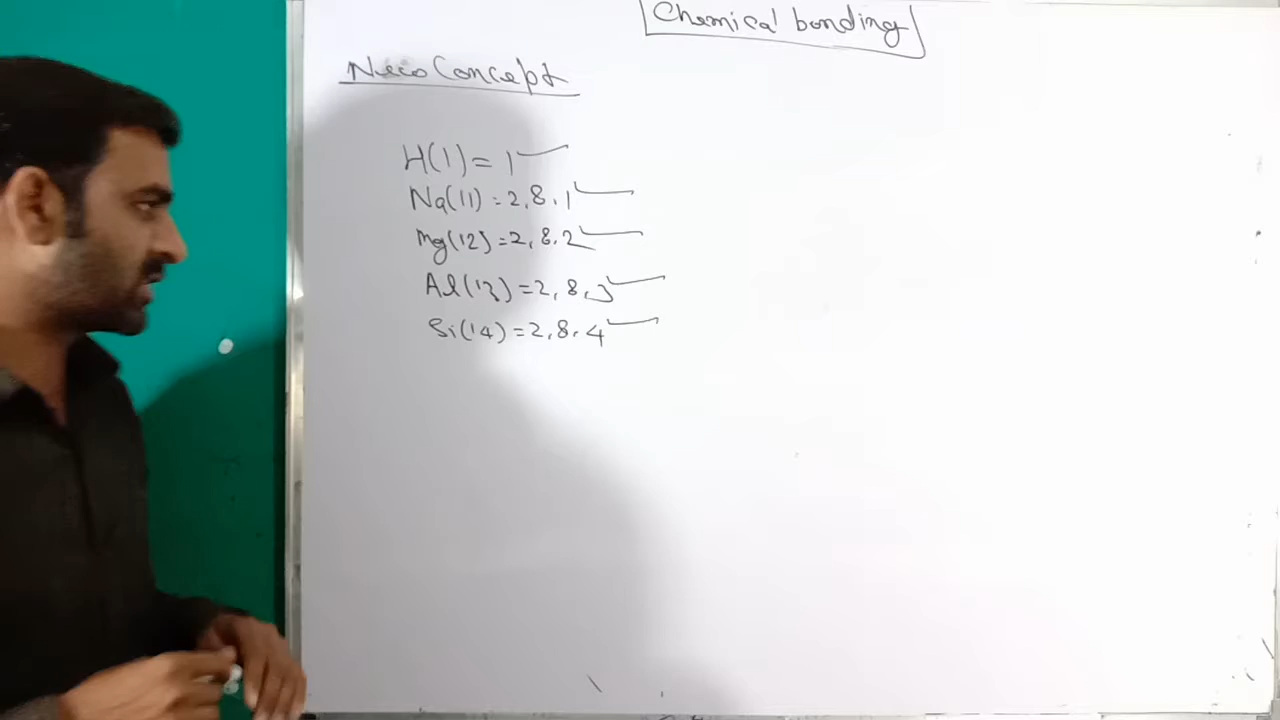 Chemical bonding
Concept
H(1) = 1
Na(11) = 2,8,1
Mg(12) = 2,8,2
Al(13) = 2,8,3
Si(14) = 2,8,4